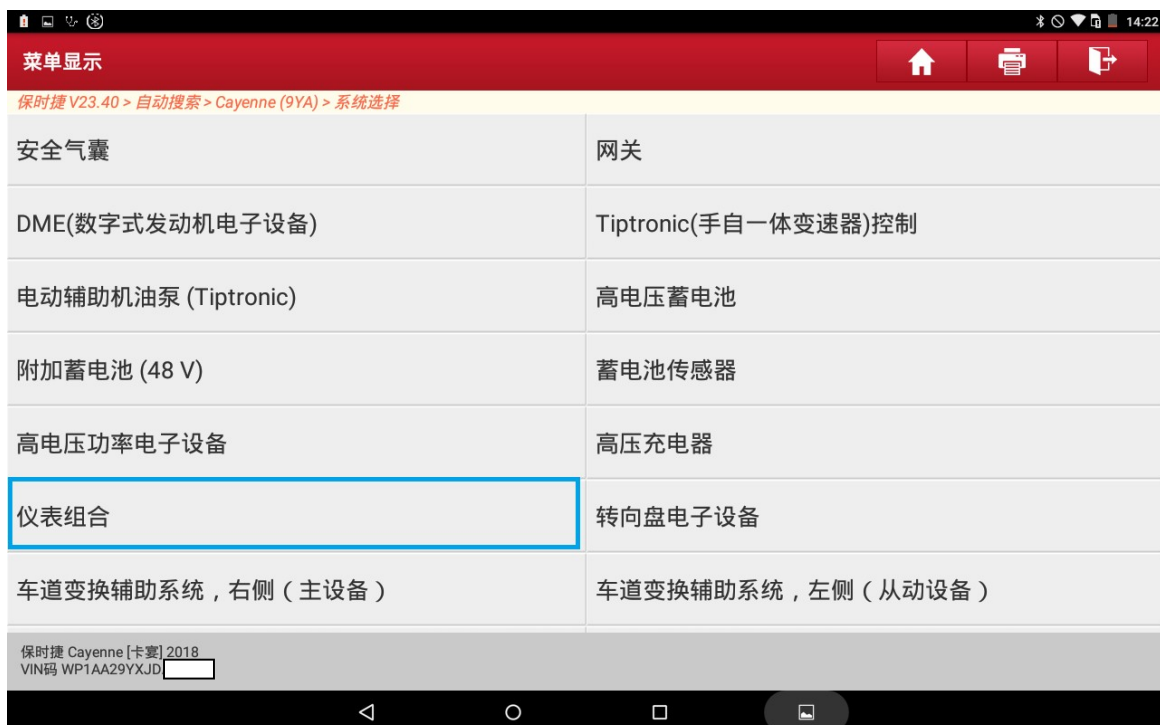 14:22
菜单显示
保时捷 V23.40 > 自动搜索 > Cayenne (9YA) > 系统选择
安全气囊
网关
DME(数字式发动机电子设备)
Tiptronic(手自一体变速器)控制
电动辅助机油泵 (Tiptronic)
高电压蓄电池
附加蓄电池 (48 V)
蓄电池传感器
高电压功率电子设备
高压充电器
仪表组合
转向盘电子设备
车道变换辅助系统，右侧（主设备）
车道变换辅助系统，左侧（从动设备）
保时捷 Cayenne [卡宴] 2018
VIN码 WP1AA29YXJD